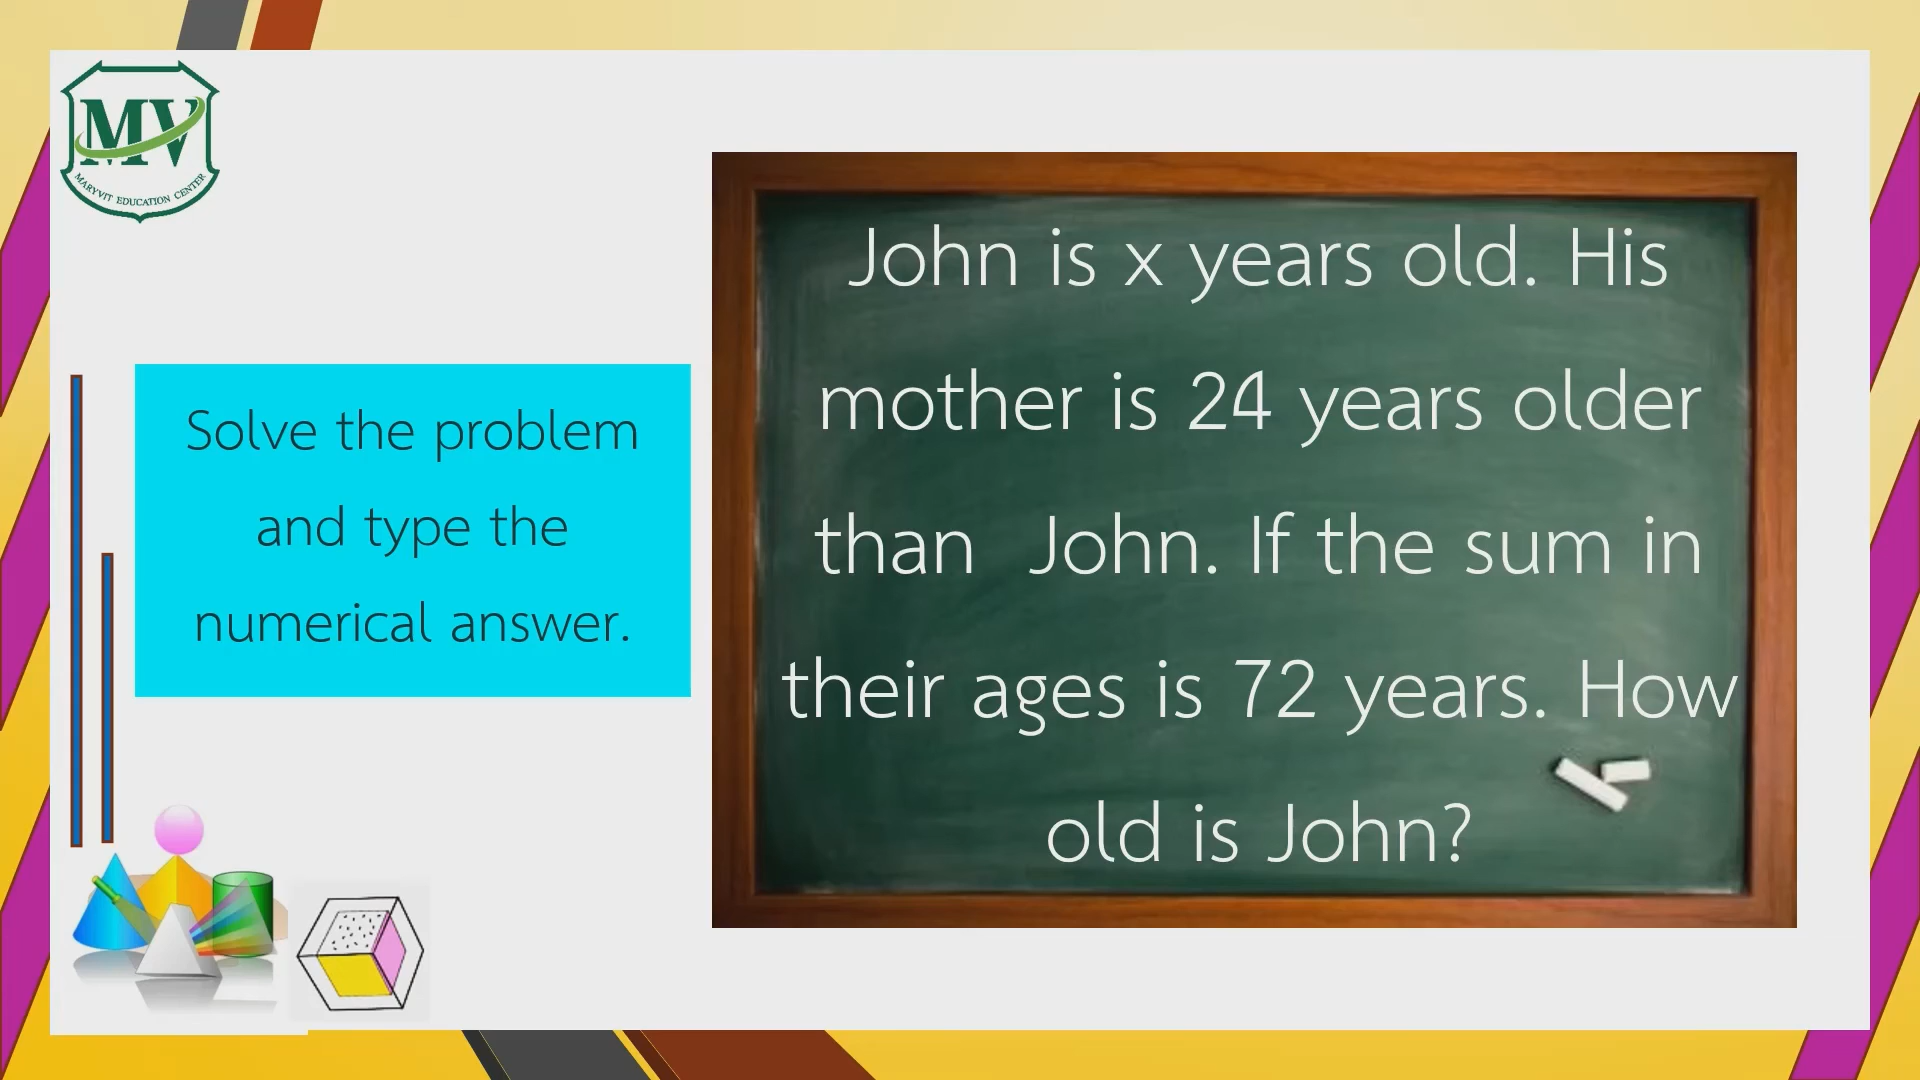 MV
MARYVIT EDUCATION CENTER
Solve the problem
and type the
numerical answer.
John is x years old. His
mother is 24 years older
than  John. If the sum in
their ages is 72 years. How
old is John?